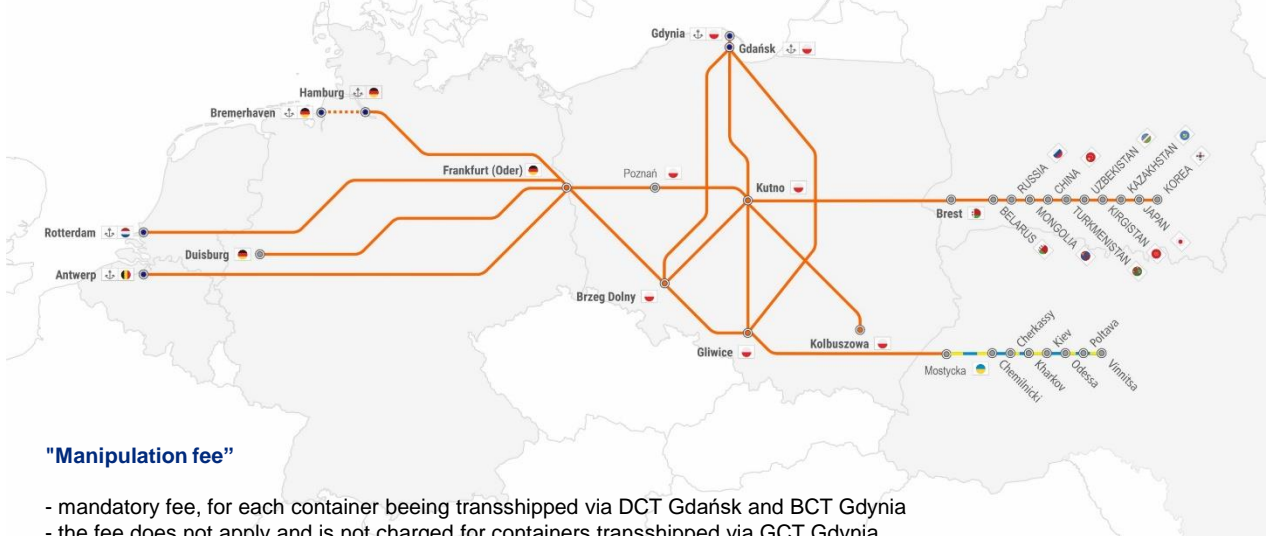 Gdynia
Gdańsk
Hamburg
Bremerhaven
Frankfurt (Oder)
Poznań
Kutno
Rotterdam
Duisburg
Antwerp
Brzeg Dolny
Gliwice
Kolbuszowa
Brest
RUSSIA
CHINA
UZBEKISTAN
KAZAKHSTAN
KOREA
BELARUS
MONGOLIA
TURKMENISTAN
KIRGISTAN
JAPAN
Mostycka
Cherkassy
Kiev
Poltava
Chemilnicki
Kharkov
Odessa
Vinnitsa
"Manipulation fee”
- mandatory fee, for each container beeing transshipped via DCT Gdańsk and BCT Gdynia
- the fee does not apply and is not charged for containers transshipped via GCT Gdynia